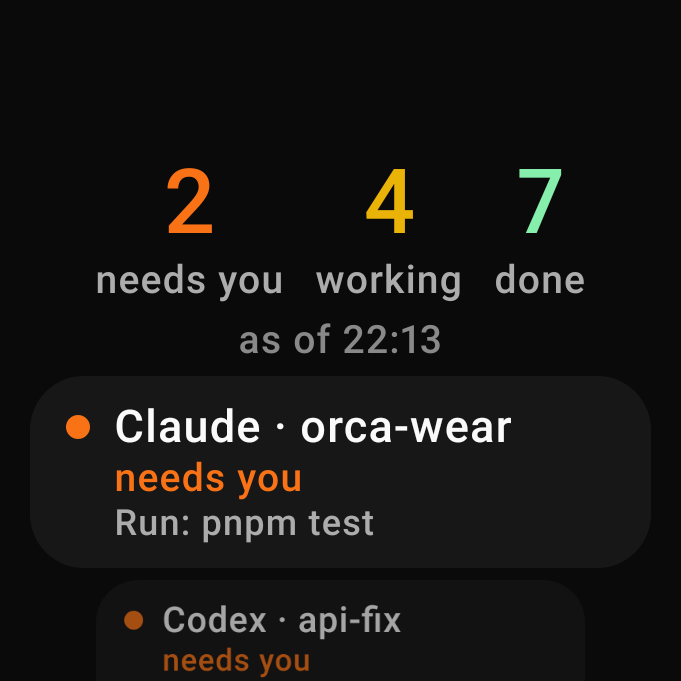 2 4 7
needs you working done
as of 22:13
Claude · orca-wear
needs you
Run: pnpm test
Codex · api-fix
needs you